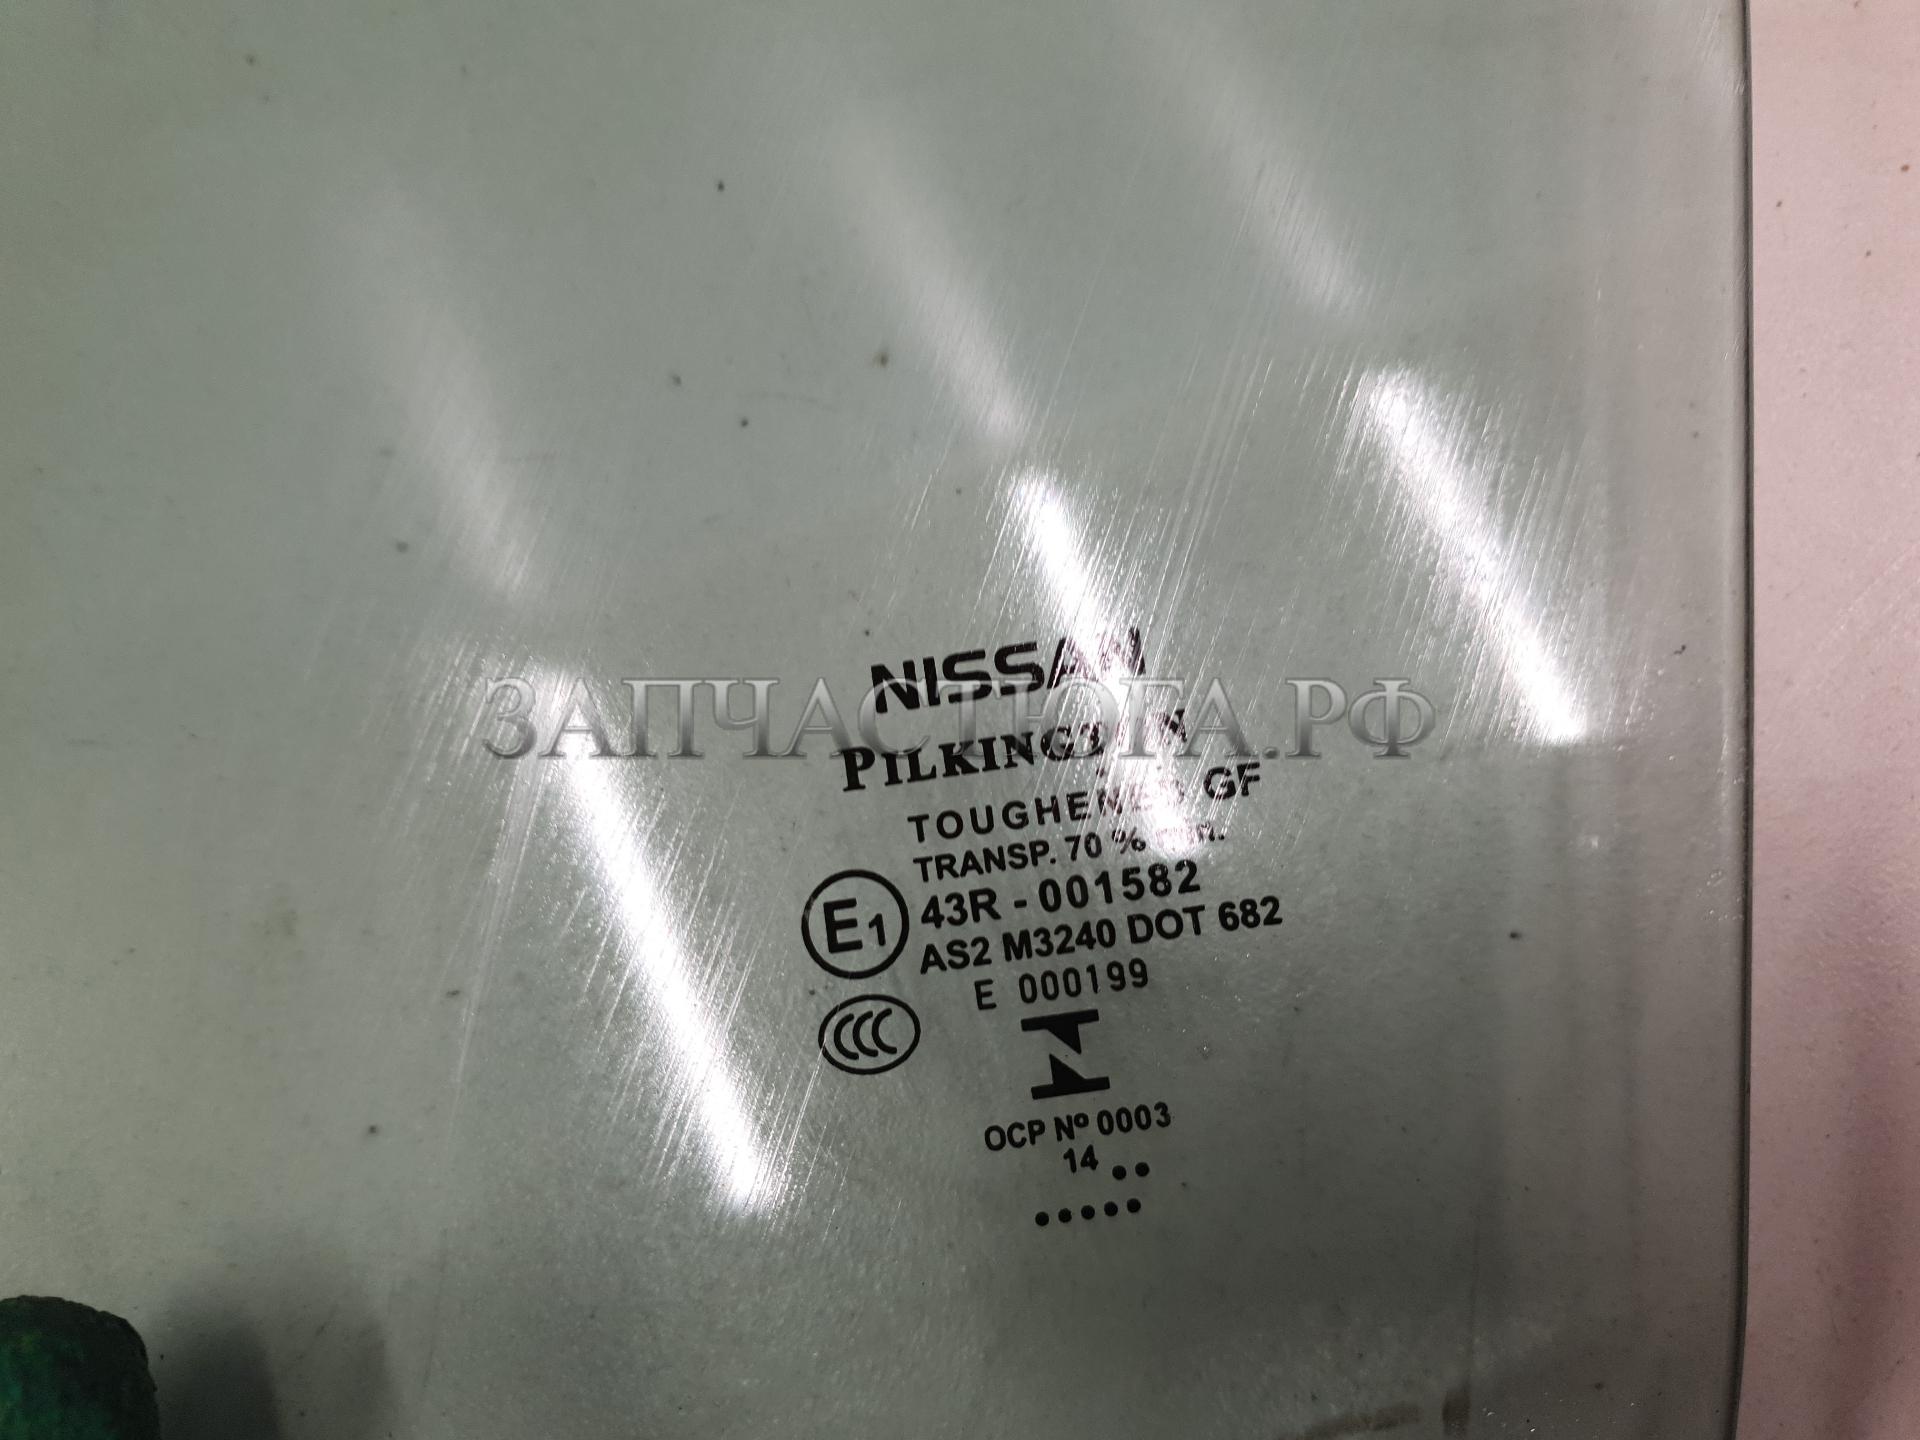 NISSAN
ЗАПЧАСТЮГА.РФ
PILKINGTON
TOUGHENED GF
TRANSP. 70 % min.
43R - 001582
E1
AS2 M3240 DOT 682
E 000199
CCC
OCP Nº 0003
14 ••
•••••